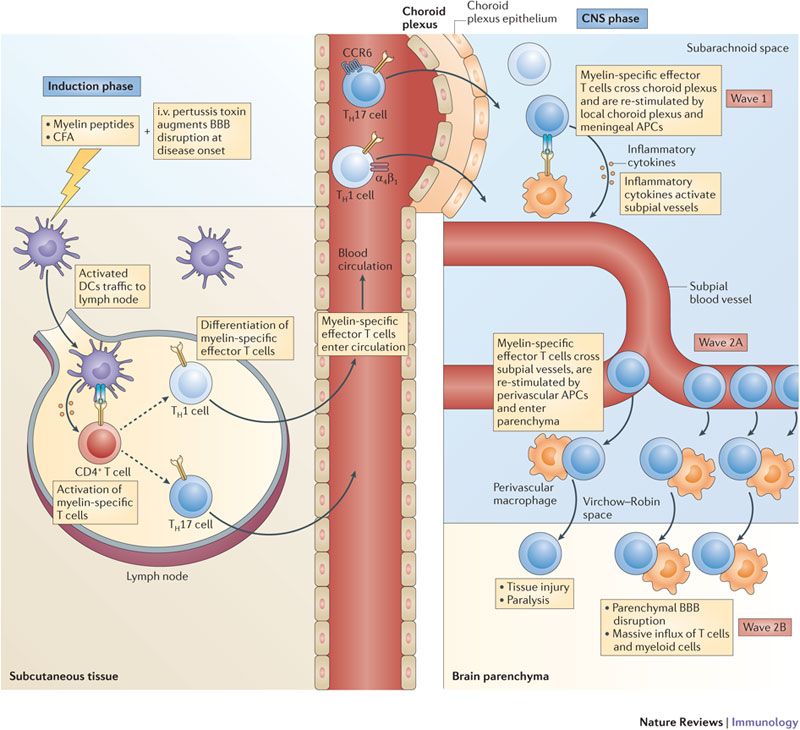 Choroid
plexus
Choroid
plexus epithelium
CNS phase
Subarachnoid space
Induction phase
• Myelin peptides
• CFA
+
i.v. pertussis toxin
augments BBB
disruption at
disease onset
CCR6
TH17 cell
TH1 cell
α4β1
Myelin-specific effector
T cells cross choroid plexus
and are re-stimulated by
local choroid plexus and
meningeal APCs
Wave 1
Inflammatory
cytokines
Inflammatory
cytokines activate
subpial vessels
Activated
DCs traffic to
lymph node
Blood
circulation
Subpial
blood vessel
Differentiation of
myelin-specific
effector T cells
Myelin-specific
effector T cells
enter circulation
Myelin-specific
effector T cells cross
subpial vessels, are
re-stimulated by
perivascular APCs
and enter
parenchyma
Wave 2A
TH1 cell
CD4+ T cell
Activation of
myelin-specific
T cells
TH17 cell
Lymph node
Perivascular
macrophage
Virchow–Robin
space
• Tissue injury
• Paralysis
• Parenchymal BBB
disruption
• Massive influx of T cells
and myeloid cells
Wave 2B
Subcutaneous tissue
Brain parenchyma
Nature Reviews | Immunology